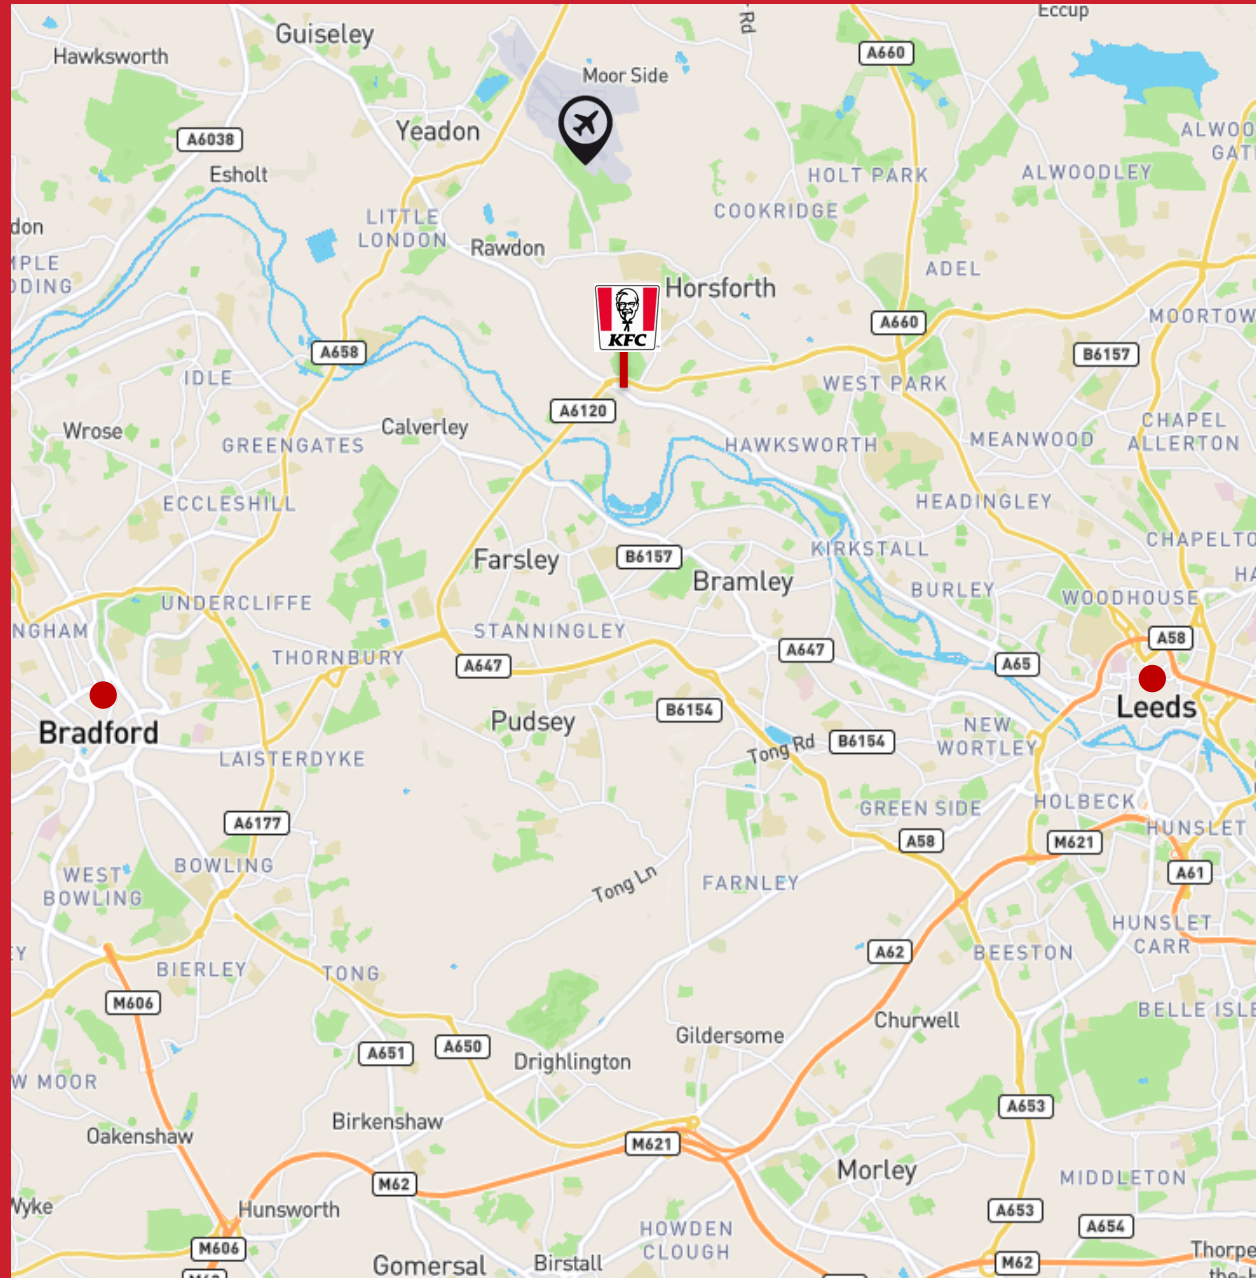 Eccup
Guiseley
Rd
Hawksworth
A660
Moor Side
Yeadon
ALWOO
GAT
A6038
Esholt
HOLT PARK
ALWOODLEY
LITTLE
LONDON
COOKRIDGE
don
Rawdon
MPLE
DDING
ADEL
Horsforth
KFC
A660
MOORTOW
A658
B6157
IDLE
WEST PARK
A6120
Wrose
Calverley
CHAPEL
ALLERTON
GREENGATES
HAWKSWORTH
MEANWOOD
ECCLESHILL
HEADINGLEY
CHAPELTO
KIRKSTALL
Farsley
B6157
Bramley
HA
BURLEY
WOODHOUSE
UNDERCLIFFE
NGHAM
STANNINGLEY
A58
THORNBURY
A647
A647
A65
Bradford
Leeds
B6154
Pudsey
Tong Rd
B6154
NEW
WORTLEY
LAISTERDYKE
GREEN SIDE
HOLBECK
A6177
HUNSLET
A58
M621
BOWLING
A61
WEST
BOWLING
Tong Ln
FARNLEY
HUNSLET
CARR
EY
A62
BEESTON
BIERLEY
TONG
M606
BELLE ISLE
Churwell
Gildersome
A651
A650
Drighlington
W MOOR
A653
Birkenshaw
Oakenshaw
M621
Morley
M62
MIDDLETON
Wyke
Hunsworth
A653
A654
HOWDEN
CLOUGH
M606
Gomersal
Birstall
M62
Thorpe